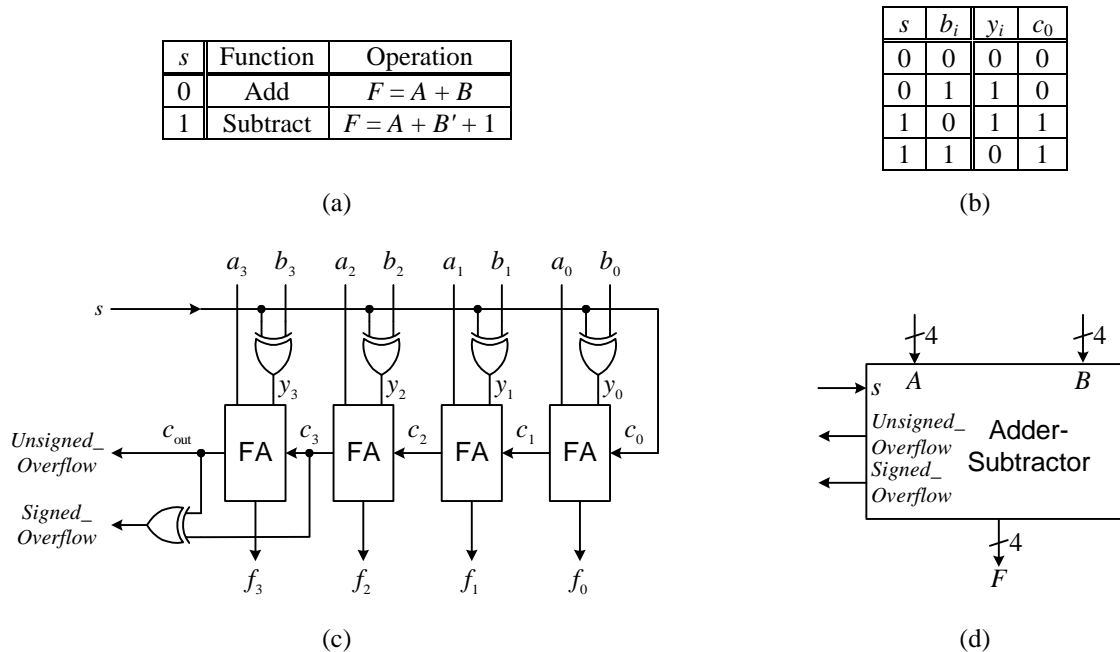 s Function Operation
0 Add F = A + B
1 Subtract F = A + B' + 1
(a)
s b_i y_i c_0
0 0 0 0
0 1 1 0
1 0 1 1
1 1 0 1
(b)
a_3 b_3 a_2 b_2 a_1 b_1 a_0 b_0
s
y_3 y_2 y_1 y_0
Unsigned_
Overflow
c_out FA c_3 FA c_2 FA c_1 FA c_0
Signed_
Overflow
f_3 f_2 f_1 f_0
(c)
4 4
s A B
Unsigned_
Overflow
Signed_
Overflow
Adder-
Subtractor
4
F
(d)